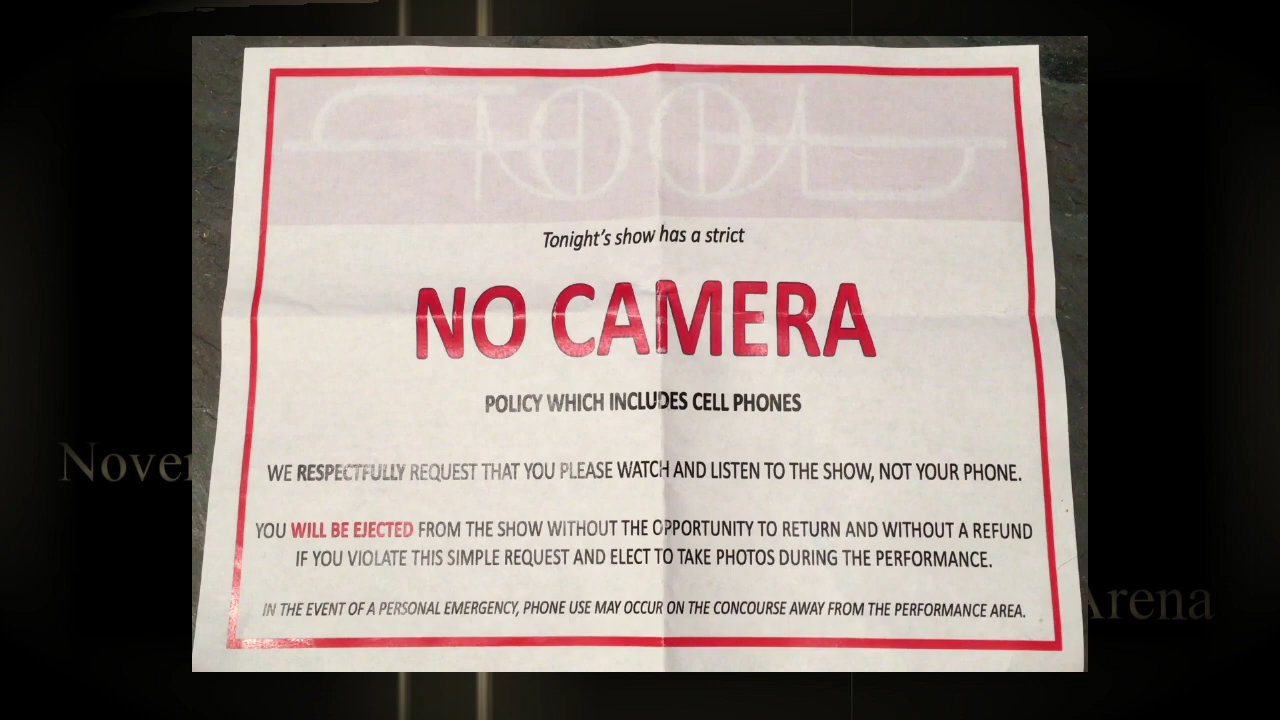 TOOL
Tonight's show has a strict
NO CAMERA
POLICY WHICH INCLUDES CELL PHONES
WE RESPECTFULLY REQUEST THAT YOU PLEASE WATCH AND LISTEN TO THE SHOW, NOT YOUR PHONE.
YOU WILL BE EJECTED FROM THE SHOW WITHOUT THE OPPORTUNITY TO RETURN AND WITHOUT A REFUND
IF YOU VIOLATE THIS SIMPLE REQUEST AND ELECT TO TAKE PHOTOS DURING THE PERFORMANCE.
IN THE EVENT OF A PERSONAL EMERGENCY, PHONE USE MAY OCCUR ON THE CONCOURSE AWAY FROM THE PERFORMANCE AREA.
Arena